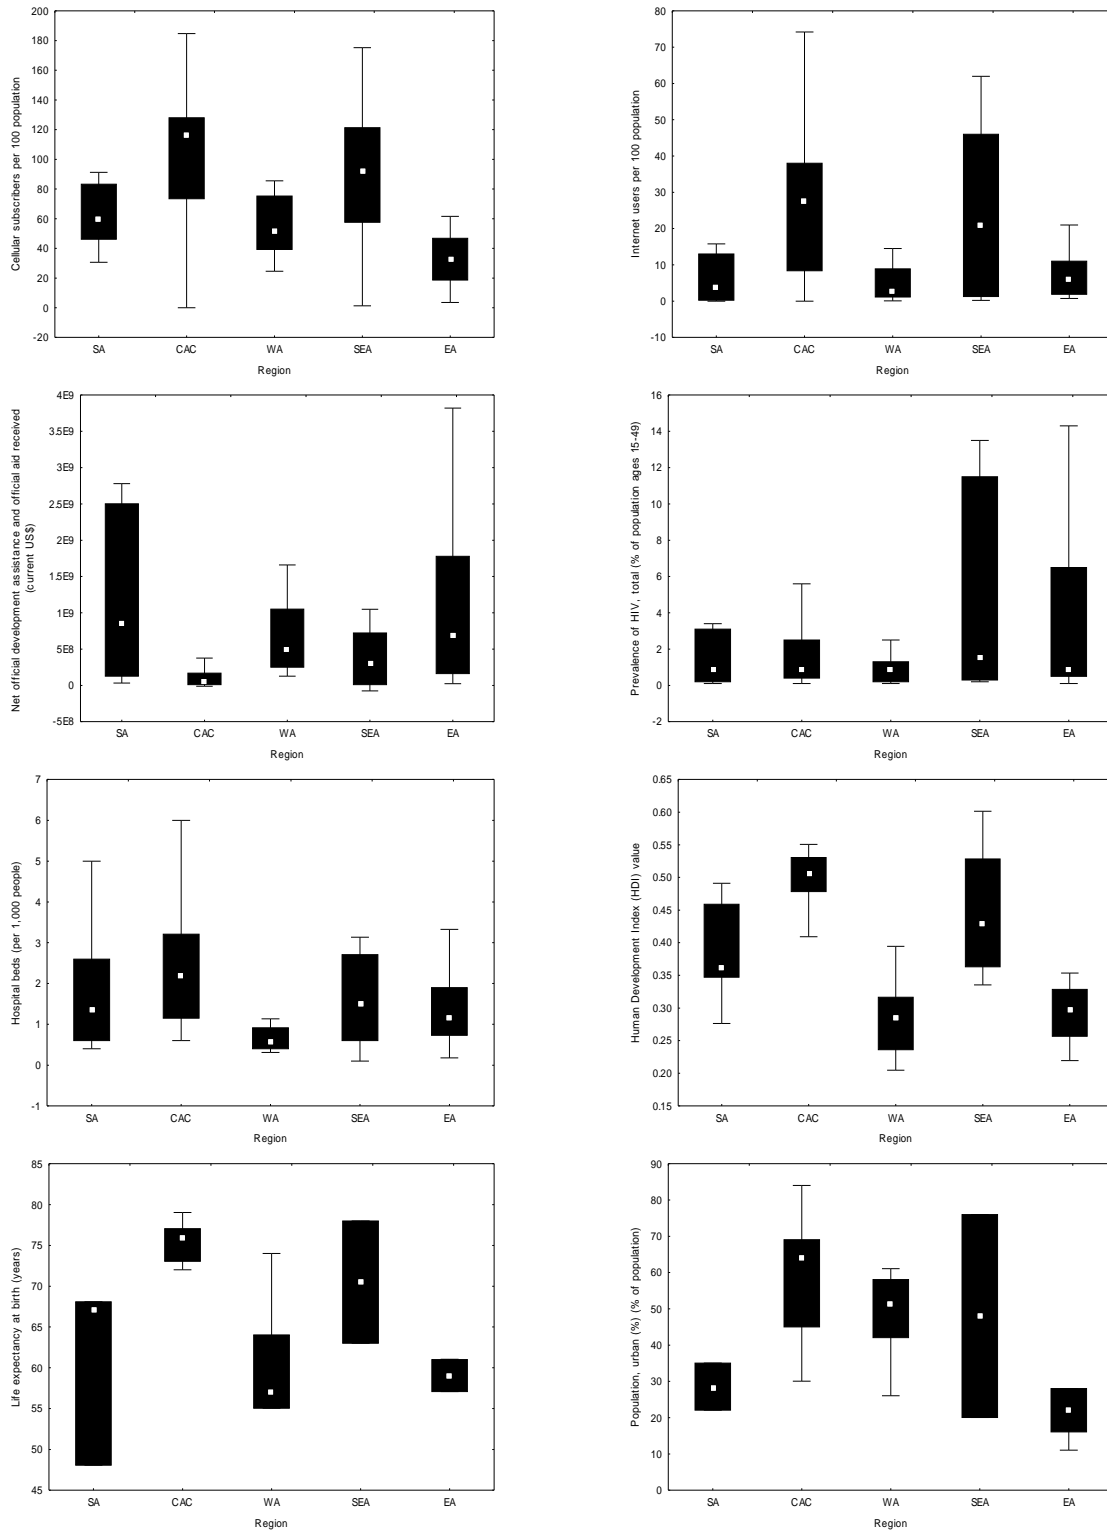 Cellular subscribers per 100 population
200
180
160
140
120
100
80
60
40
20
0
-20
SA CAC WA SEA EA
Region
Internet users per 100 population
80
70
60
50
40
30
20
10
0
-10
SA CAC WA SEA EA
Region
Net official development assistance and official aid received
(current US$)
4E9
3.5E9
3E9
2.5E9
2E9
1.5E9
1E9
5E8
0
-5E8
SA CAC WA SEA EA
Region
Prevalence of HIV, total (% of population ages 15-49)
16
14
12
10
8
6
4
2
0
-2
SA CAC WA SEA EA
Region
Hospital beds (per 1,000 people)
7
6
5
4
3
2
1
0
-1
SA CAC WA SEA EA
Region
Human Development Index (HDI) value
0.65
0.60
0.55
0.50
0.45
0.40
0.35
0.30
0.25
0.20
0.15
SA CAC WA SEA EA
Region
Life expectancy at birth (years)
85
80
75
70
65
60
55
50
45
SA CAC WA SEA EA
Region
Population, urban (%) (% of population)
90
80
70
60
50
40
30
20
10
0
SA CAC WA SEA EA
Region